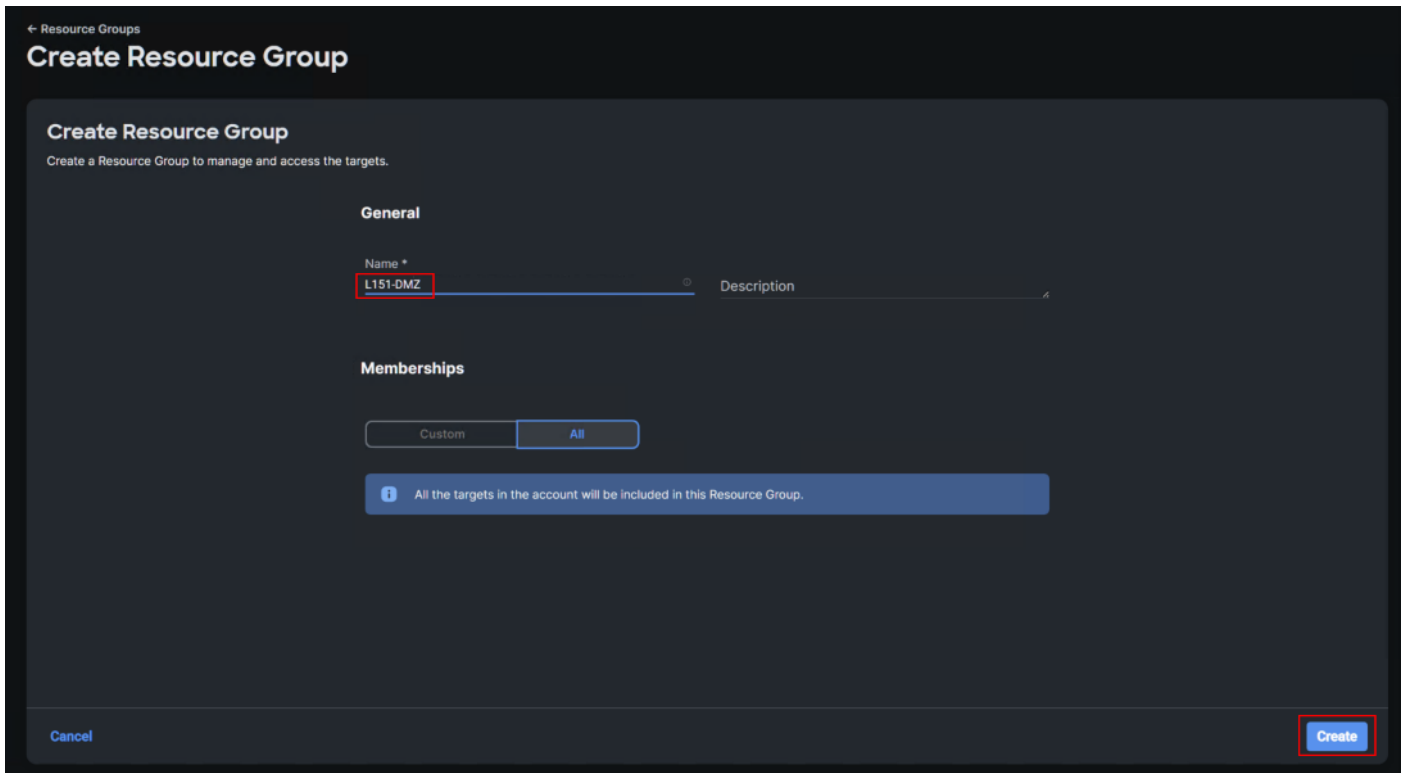 ← Resource Groups
Create Resource Group
Create Resource Group
Create a Resource Group to manage and access the targets.
General
Name *
L151-DMZ
Description
Memberships
Custom All
All the targets in the account will be included in this Resource Group.
Cancel Create